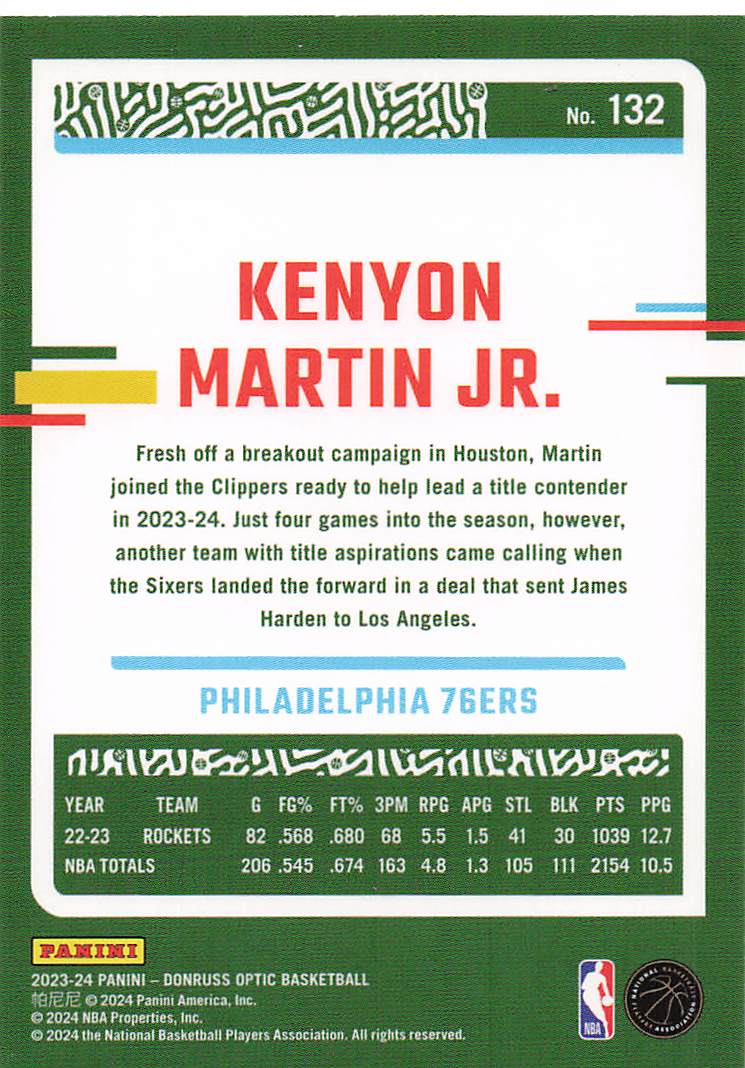 No. 132
KENYON
MARTIN JR.
Fresh off a breakout campaign in Houston, Martin
joined the Clippers ready to help lead a title contender
in 2023-24. Just four games into the season, however,
another team with title aspirations came calling when
the Sixers landed the forward in a deal that sent James
Harden to Los Angeles.
PHILADELPHIA 76ERS
YEAR TEAM G FG% FT% 3PM RPG APG STL BLK PTS PPG
22-23 ROCKETS 82 .568 .680 68 5.5 1.5 41 30 1039 12.7
NBA TOTALS 206 .545 .674 163 4.8 1.3 105 111 2154 10.5
PANINI
2023-24 PANINI – DONRUSS OPTIC BASKETBALL
帕尼尼 © 2024 Panini America, Inc.
© 2024 NBA Properties, Inc.
© 2024 the National Basketball Players Association. All rights reserved.
NBA
NATIONAL BASKETBALL
PLAYERS ASSOCIATION